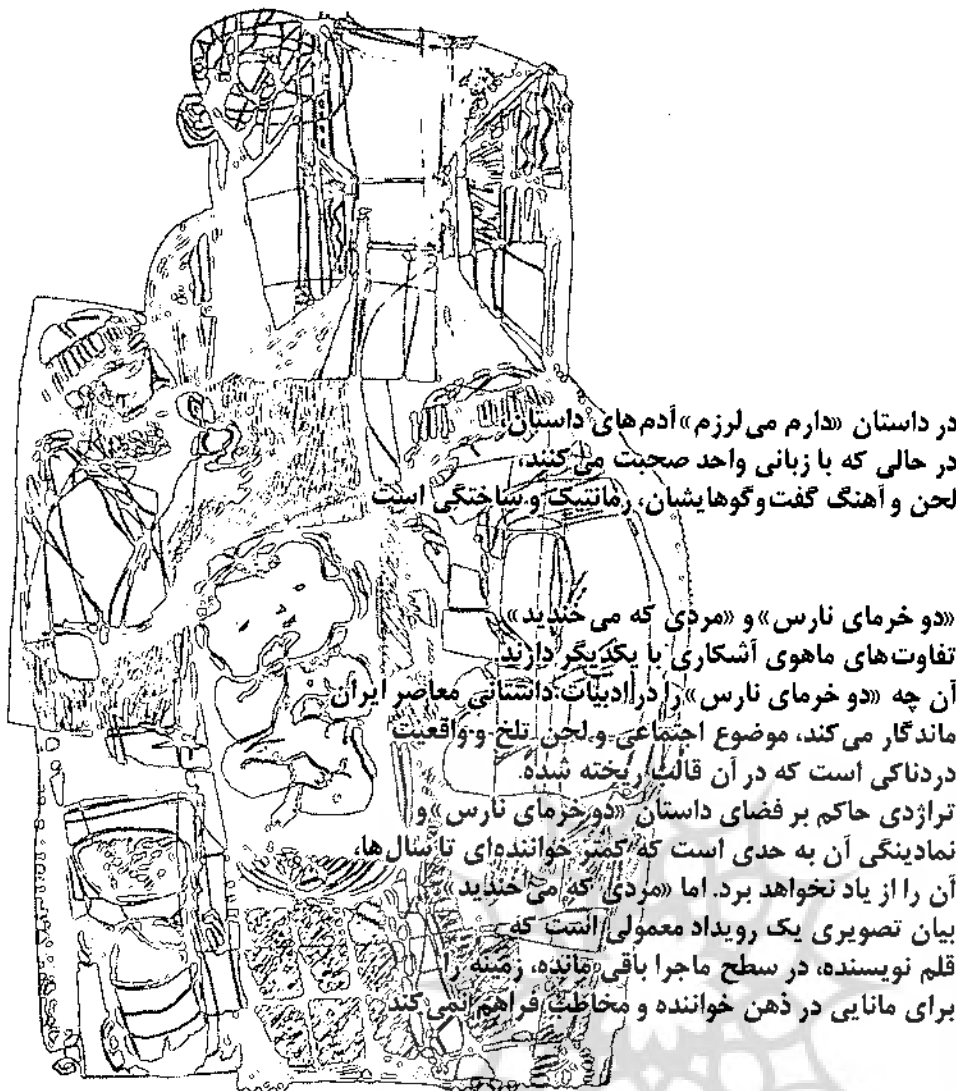 در داستان «دارم می‌لرزم» آدم‌های داستان،
در حالی که با زبانی واحد صحبت می‌کنند،
لحن و آهنگ گفت‌وگوهایشان، رمانتیک و ساختگی است
«دو خرمای نارس» و «مردی که می‌خندید»
تفاوت‌های ماهوی آشکاری با یکدیگر دارند.
آن چه «دو خرمای نارس» را در ادبیات داستانی معاصر ایران
ماندگار می‌کند، موضوع اجتماعی و لحن تلخ و واقعیت
دردناکی است که در آن قالب ریخته شده.
تراژدی حاکم بر فضای داستان «دو خرمای نارس» و
نمادینگی آن به حدی است که کمتر خواننده‌ای تا سال‌ها،
آن را از یاد نخواهد برد. اما «مردی که می‌خندید»
بیان تصویری یک رویداد معمولی است که
قلم نویسنده، در سطح ماجرا باقی مانده، زمینه را
برای مانایی در ذهن خواننده و مخاطب فراهم نمی‌کند